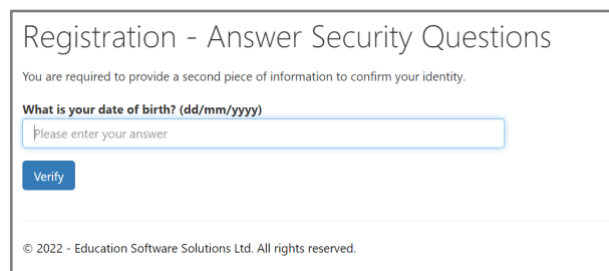 Registration - Answer Security Questions
You are required to provide a second piece of information to confirm your identity.
What is your date of birth? (dd/mm/yyyy)
Please enter your answer
Verify
© 2022 - Education Software Solutions Ltd. All rights reserved.